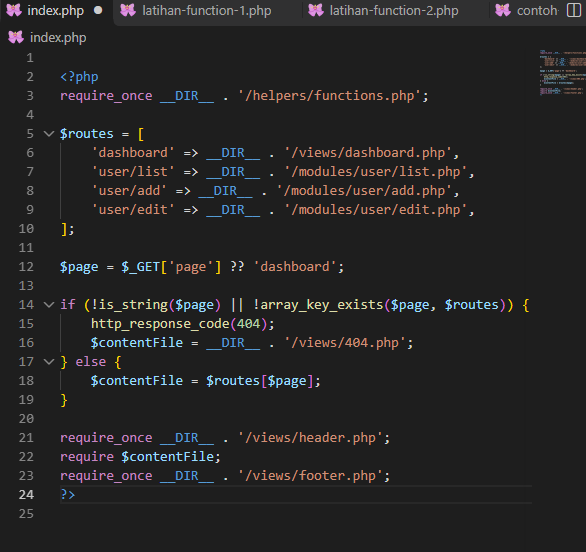 index.php
latihan-function-1.php
latihan-function-2.php
contoh
index.php
1
2 <?php
3 require_once __DIR__ . '/helpers/functions.php';
4
5 $routes = [
6     'dashboard' => __DIR__ . '/views/dashboard.php',
7     'user/list' => __DIR__ . '/modules/user/list.php',
8     'user/add' => __DIR__ . '/modules/user/add.php',
9     'user/edit' => __DIR__ . '/modules/user/edit.php',
10 ];
11
12 $page = $_GET['page'] ?? 'dashboard';
13
14 if (!is_string($page) || !array_key_exists($page, $routes)) {
15     http_response_code(404);
16     $contentFile = __DIR__ . '/views/404.php';
17 } else {
18     $contentFile = $routes[$page];
19 }
20
21 require_once __DIR__ . '/views/header.php';
22 require $contentFile;
23 require_once __DIR__ . '/views/footer.php';
24 ?>
25